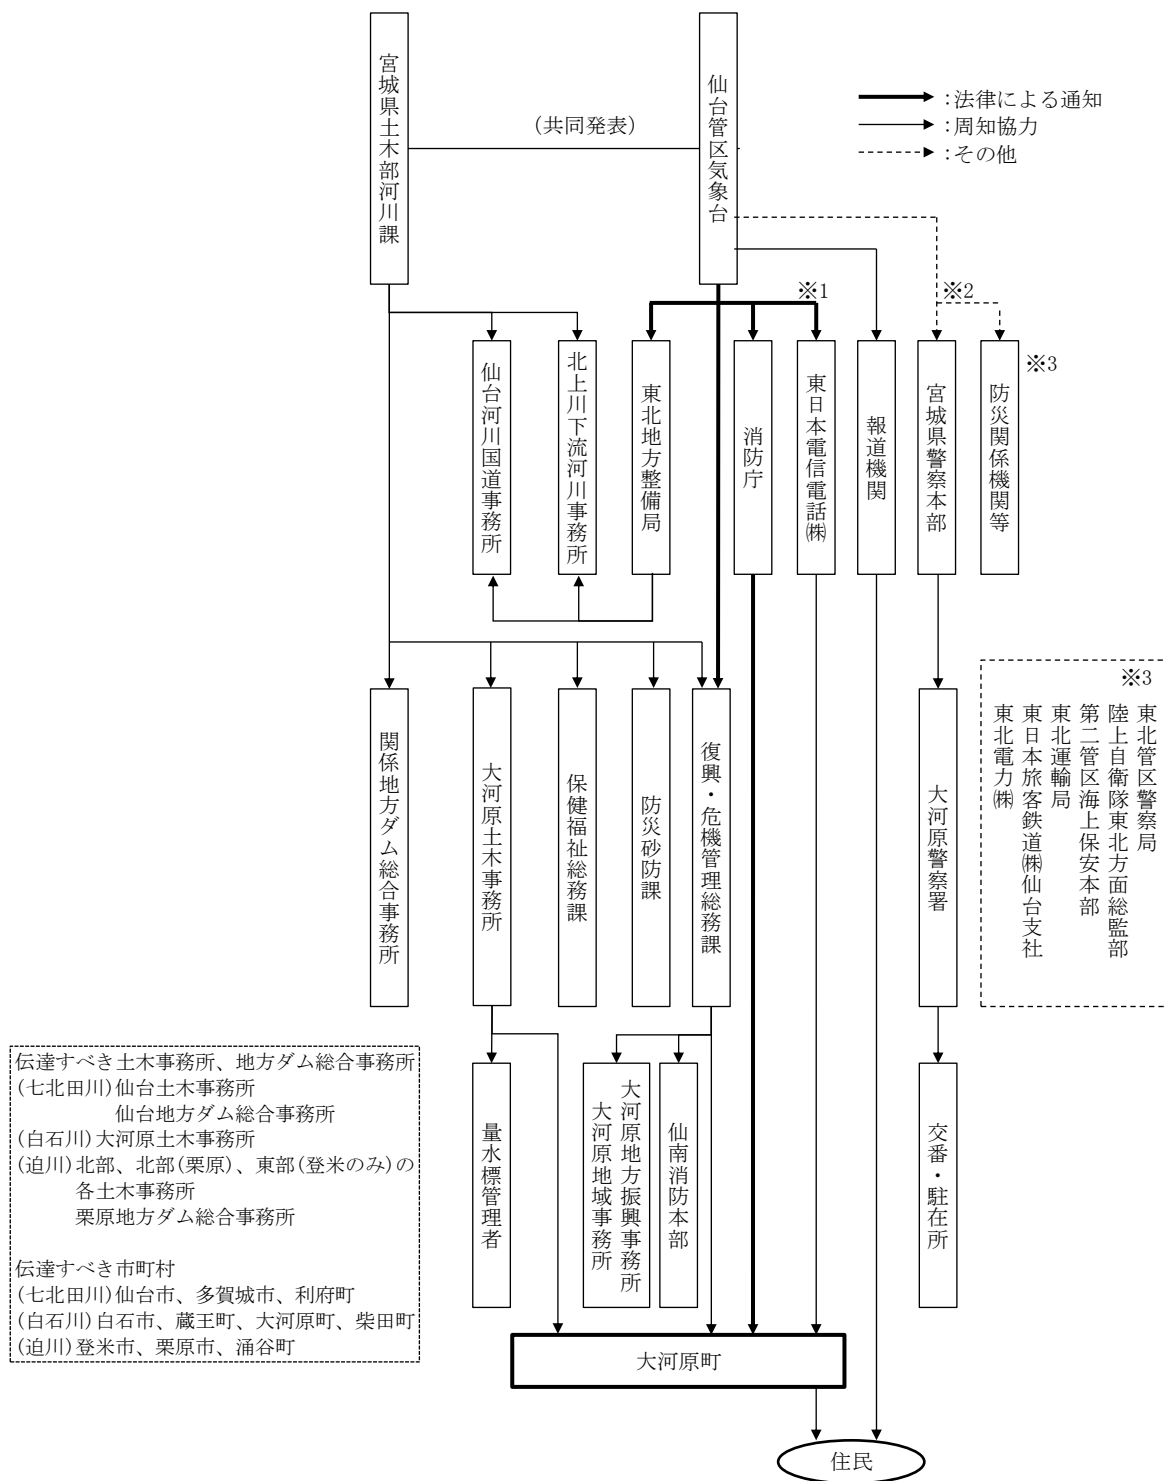 宮城県土木部河川課
(共同発表)
仙台管区気象台
:法律による通知
:周知協力
:その他
※1
※2
※3
仙台河川国道事務所
北上川下流河川事務所
東北地方整備局
消防庁
東日本電信電話㈱
報道機関
宮城県警察本部
防災関係機関等
関係地方ダム総合事務所
大河原土木事務所
保健福祉総務課
防災砂防課
復興・危機管理総務課
大河原警察署
※3
東北管区警察局
陸上自衛隊東北方面総監部
第二管区海上保安本部
東北運輸局
東日本旅客鉄道㈱仙台支社
東北電力㈱
伝達すべき土木事務所、地方ダム総合事務所
(七北田川)仙台土木事務所
仙台地方ダム総合事務所
(白石川)大河原土木事務所
(迫川)北部、北部(栗原)、東部(登米のみ)の
各土木事務所
栗原地方ダム総合事務所
伝達すべき市町村
(七北田川)仙台市、多賀城市、利府町
(白石川)白石市、蔵王町、大河原町、柴田町
(迫川)登米市、栗原市、涌谷町
量水標管理者
大河原地方振興事務所
大河原地域事務所
仙南消防本部
交番・駐在所
大河原町
住民